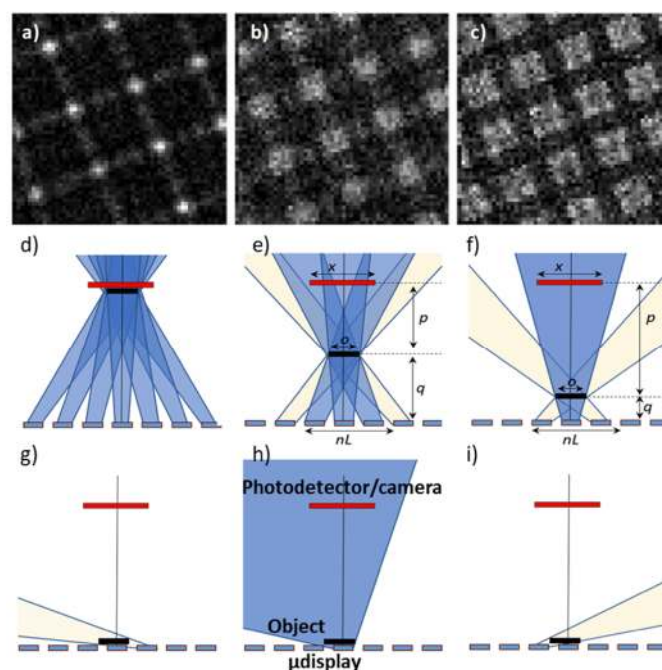 a)
b)
c)
d)
e)
f)
x
x
p
p
o
o
q
q
nL
nL
g)
h)
i)
Photodetector/camera
Object
μdisplay